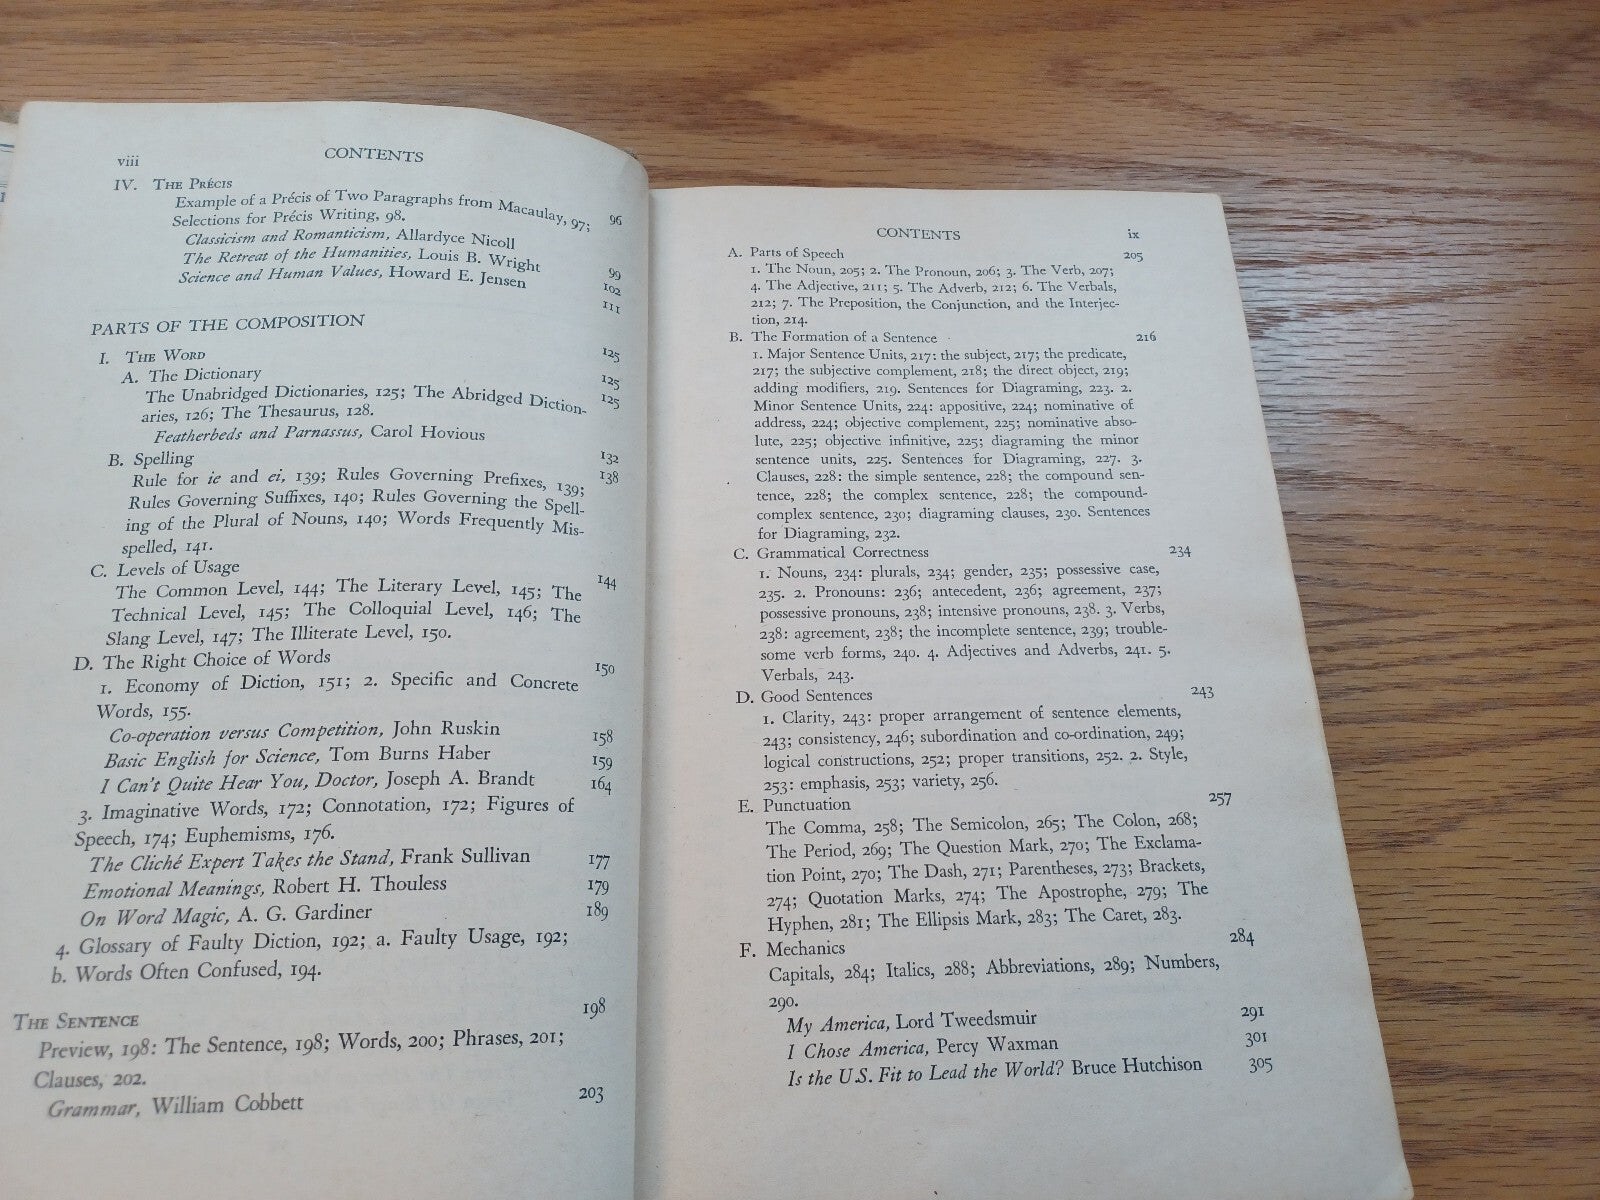 viii CONTENTS
IV. THE PRÉCIS 96
Example of a Précis of Two Paragraphs from Macaulay, 97;
Selections for Précis Writing, 98.
Classicism and Romanticism, Allardyce Nicoll 99
The Retreat of the Humanities, Louis B. Wright 102
Science and Human Values, Howard E. Jensen 111
PARTS OF THE COMPOSITION
I. THE WORD 125
A. The Dictionary 125
The Unabridged Dictionaries, 125; The Abridged Diction- 125
aries, 126; The Thesaurus, 128.
Featherbeds and Parnassus, Carol Hovious 132
B. Spelling 138
Rule for ie and ei, 139; Rules Governing Prefixes, 139;
Rules Governing Suffixes, 140; Rules Governing the Spell-
ing of the Plural of Nouns, 140; Words Frequently Mis-
spelled, 141.
C. Levels of Usage 144
The Common Level, 144; The Literary Level, 145; The
Technical Level, 145; The Colloquial Level, 146; The
Slang Level, 147; The Illiterate Level, 150.
D. The Right Choice of Words 150
1. Economy of Diction, 151; 2. Specific and Concrete
Words, 155.
Co-operation versus Competition, John Ruskin 158
Basic English for Science, Tom Burns Haber 159
I Can't Quite Hear You, Doctor, Joseph A. Brandt 164
3. Imaginative Words, 172; Connotation, 172; Figures of
Speech, 174; Euphemisms, 176.
The Cliché Expert Takes the Stand, Frank Sullivan 177
Emotional Meanings, Robert H. Thouless 179
On Word Magic, A. G. Gardiner 189
4. Glossary of Faulty Diction, 192; a. Faulty Usage, 192;
b. Words Often Confused, 194.
THE SENTENCE 198
Preview, 198: The Sentence, 198; Words, 200; Phrases, 201;
Clauses, 202.
Grammar, William Cobbett 203
CONTENTS ix
A. Parts of Speech 205
1. The Noun, 205; 2. The Pronoun, 206; 3. The Verb, 207;
4. The Adjective, 211; 5. The Adverb, 212; 6. The Verbals,
212; 7. The Preposition, the Conjunction, and the Interjec-
tion, 214.
B. The Formation of a Sentence 216
1. Major Sentence Units, 217: the subject, 217; the predicate,
217; the subjective complement, 218; the direct object, 219;
adding modifiers, 219. Sentences for Diagraming, 223. 2.
Minor Sentence Units, 224: appositive, 224; nominative of
address, 224; objective complement, 225; nominative abso-
lute, 225; objective infinitive, 225; diagraming the minor
sentence units, 225. Sentences for Diagraming, 227. 3.
Clauses, 228: the simple sentence, 228; the compound sen-
tence, 228; the complex sentence, 228; the compound-
complex sentence, 230; diagraming clauses, 230. Sentences
for Diagraming, 232.
C. Grammatical Correctness 234
1. Nouns, 234: plurals, 234; gender, 235; possessive case,
235. 2. Pronouns: 236; antecedent, 236; agreement, 237;
possessive pronouns, 238; intensive pronouns, 238. 3. Verbs,
238: agreement, 238; the incomplete sentence, 239; trouble-
some verb forms, 240. 4. Adjectives and Adverbs, 241. 5.
Verbals, 243.
D. Good Sentences 243
1. Clarity, 243: proper arrangement of sentence elements,
243; consistency, 246; subordination and co-ordination, 249;
logical constructions, 252; proper transitions, 252. 2. Style,
253: emphasis, 253; variety, 256.
E. Punctuation 257
The Comma, 258; The Semicolon, 265; The Colon, 268;
The Period, 269; The Question Mark, 270; The Exclama-
tion Point, 270; The Dash, 271; Parentheses, 273; Brackets,
274; Quotation Marks, 274; The Apostrophe, 279; The
Hyphen, 281; The Ellipsis Mark, 283; The Caret, 283.
F. Mechanics 284
Capitals, 284; Italics, 288; Abbreviations, 289; Numbers,
290.
My America, Lord Tweedsmuir 291
I Chose America, Percy Waxman 301
Is the U.S. Fit to Lead the World? Bruce Hutchison 305